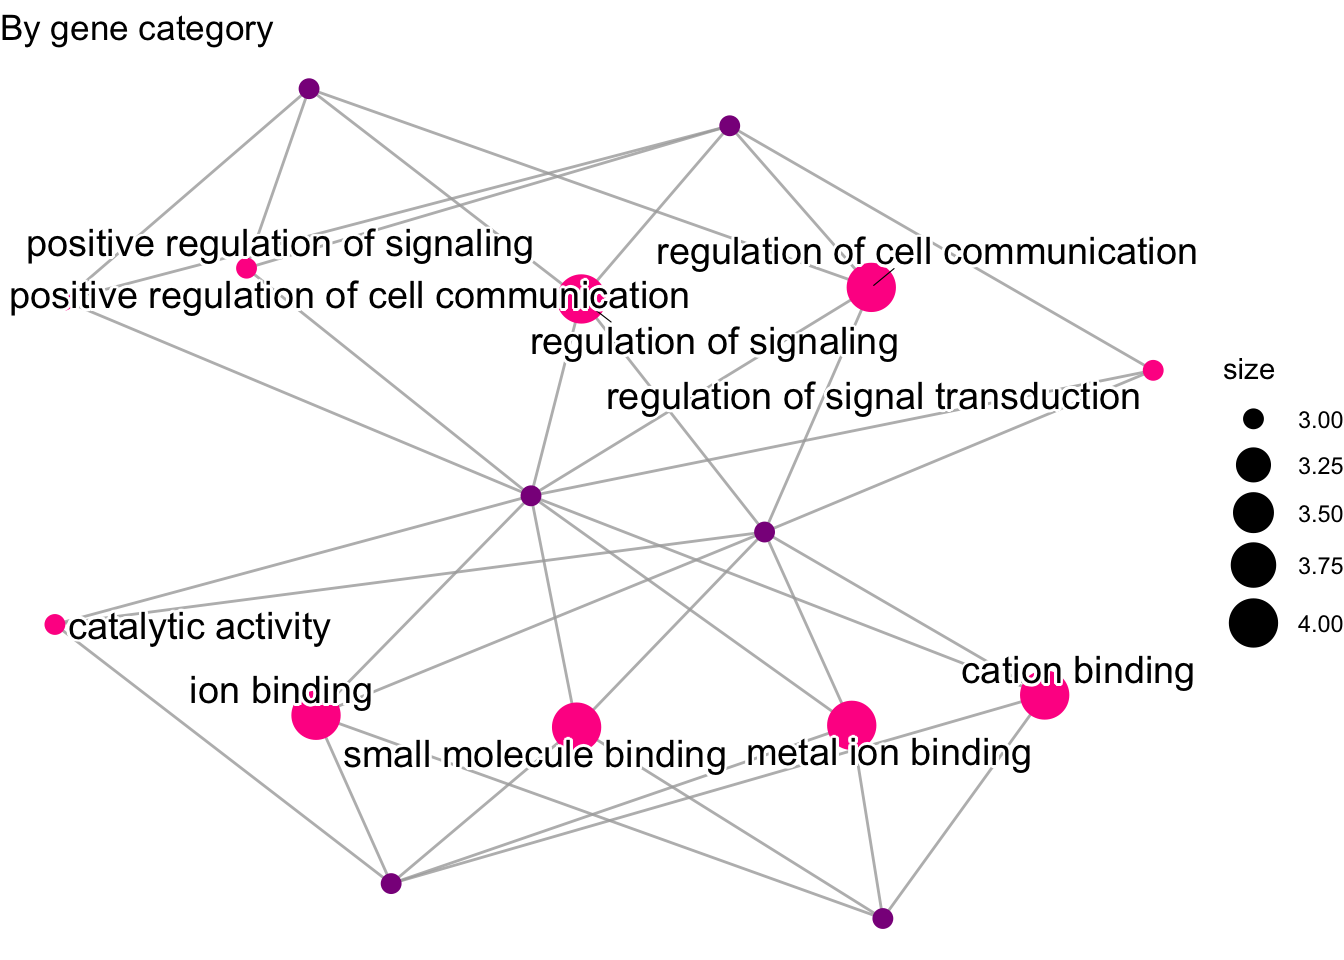 By gene category
positive regulation of signaling
regulation of cell communication
positive regulation of cell communication
regulation of signaling
regulation of signal transduction
size
3.00
3.25
3.50
3.75
4.00
catalytic activity
ion binding
cation binding
small molecule binding
metal ion binding